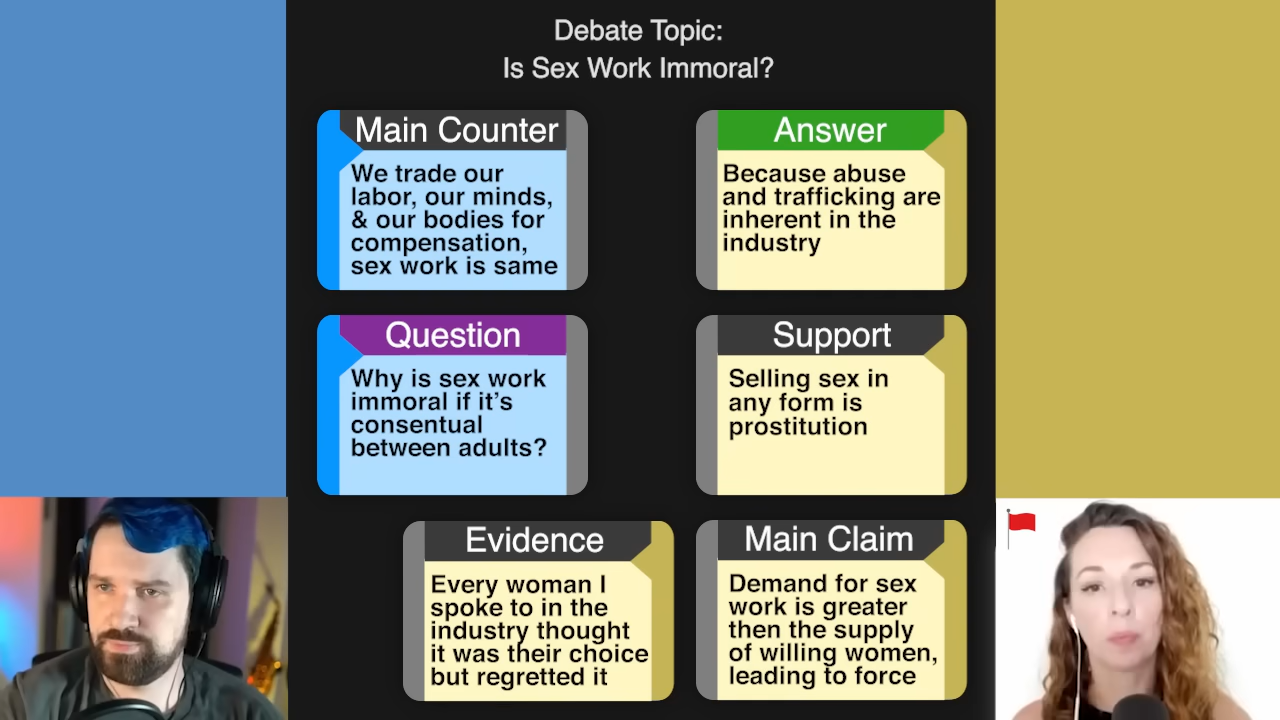 Debate Topic:
Is Sex Work Immoral?
Main Counter
We trade our
labor, our minds,
& our bodies for
compensation,
sex work is same
Answer
Because abuse
and trafficking are
inherent in the
industry
Question
Why is sex work
immoral if it's
consentual
between adults?
Support
Selling sex in
any form is
prostitution
Evidence
Every woman I
spoke to in the
industry thought
it was their choice
but regretted it
Main Claim
Demand for sex
work is greater
then the supply
of willing women,
leading to force